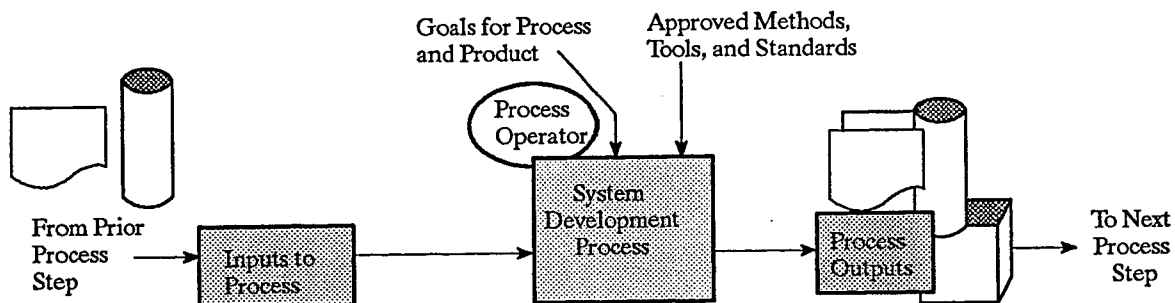 Goals for Process
and Product
Approved Methods,
Tools, and Standards
Process
Operator
From Prior
Process
Step
Inputs to
Process
System
Development
Process
Process
Outputs
To Next
Process
Step